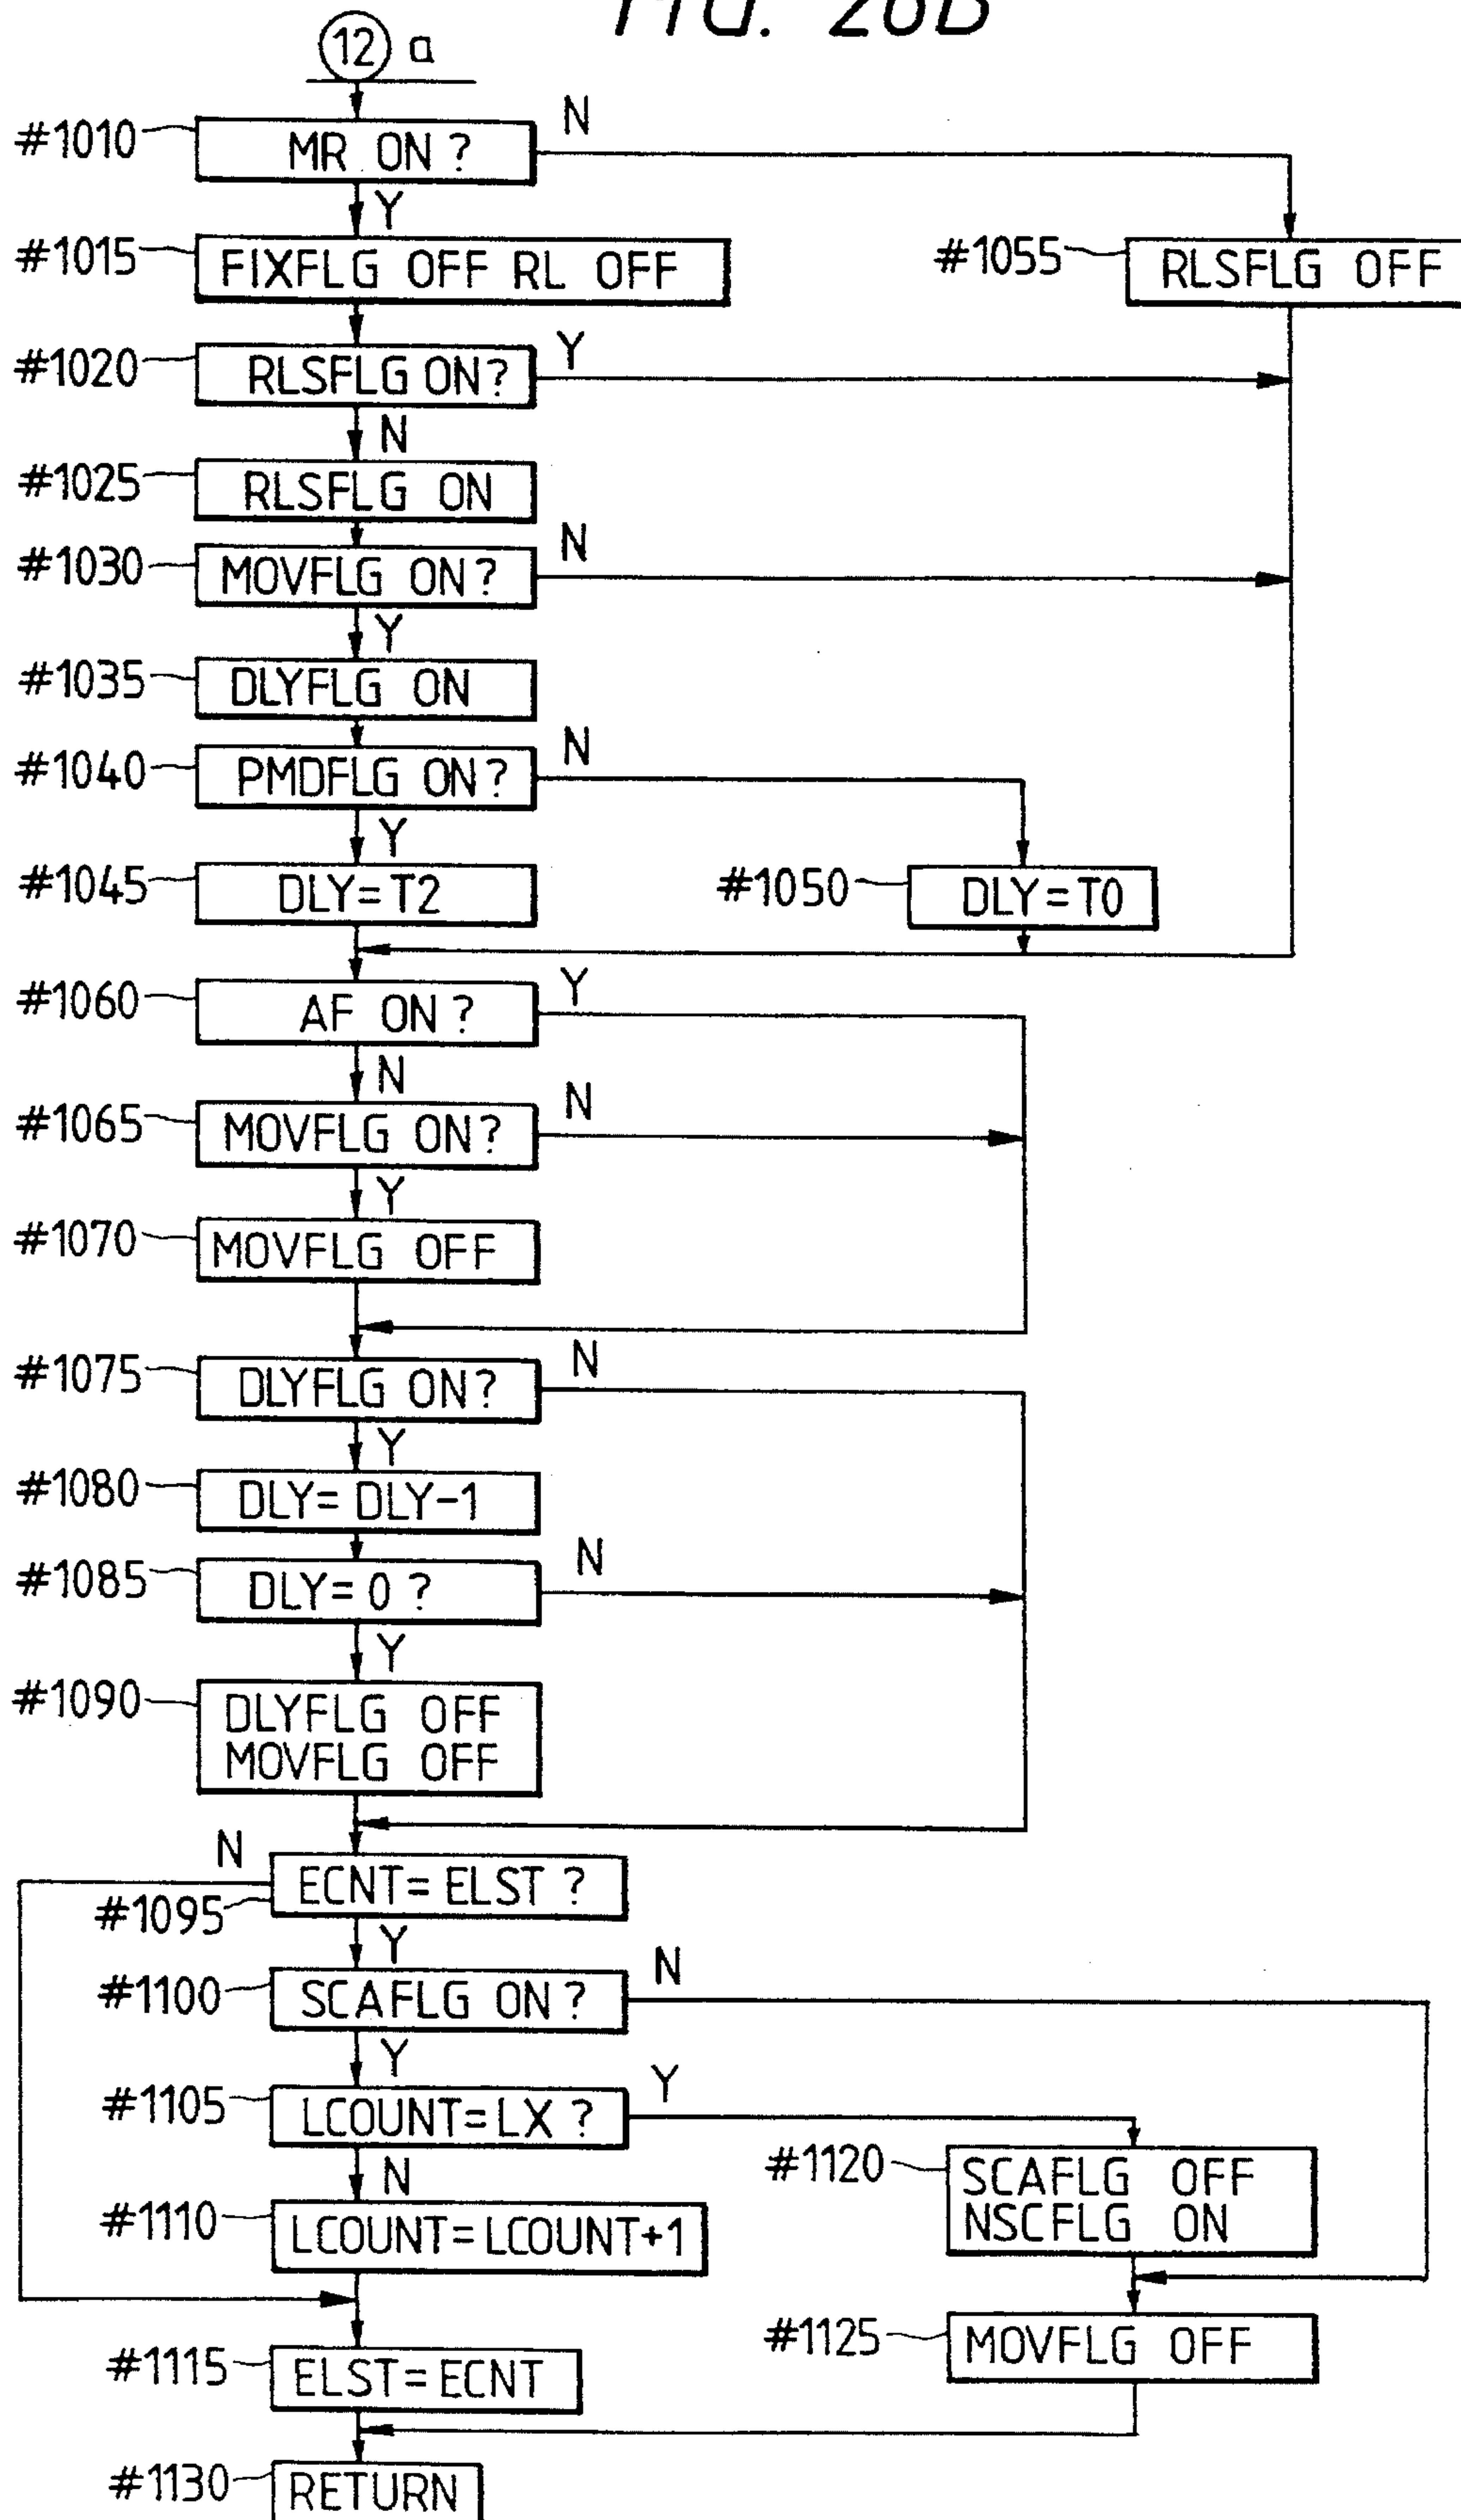 FIG. 26B
12 a
#1010 MR ON ? N
Y
#1015 FIXFLG OFF RL OFF #1055 RLSFLG OFF
#1020 RLSFLG ON? Y
N
#1025 RLSFLG ON
#1030 MOVFLG ON? N
Y
#1035 DLYFLG ON
#1040 PMDFLG ON? N
Y
#1045 DLY=T2 #1050 DLY=T0
#1060 AF ON ? Y
N
#1065 MOVFLG ON? N
Y
#1070 MOVFLG OFF
#1075 DLYFLG ON? N
Y
#1080 DLY=DLY-1
#1085 DLY=0 ? N
Y
#1090 DLYFLG OFF
MOVFLG OFF
N
#1095 ECNT=ELST ?
Y
#1100 SCAFLG ON ? N
Y
#1105 LCOUNT=LX ? Y
N
#1120 SCAFLG OFF
NSCFLG ON
#1110 LCOUNT=LCOUNT+1
#1125 MOVFLG OFF
#1115 ELST=ECNT
#1130 RETURN